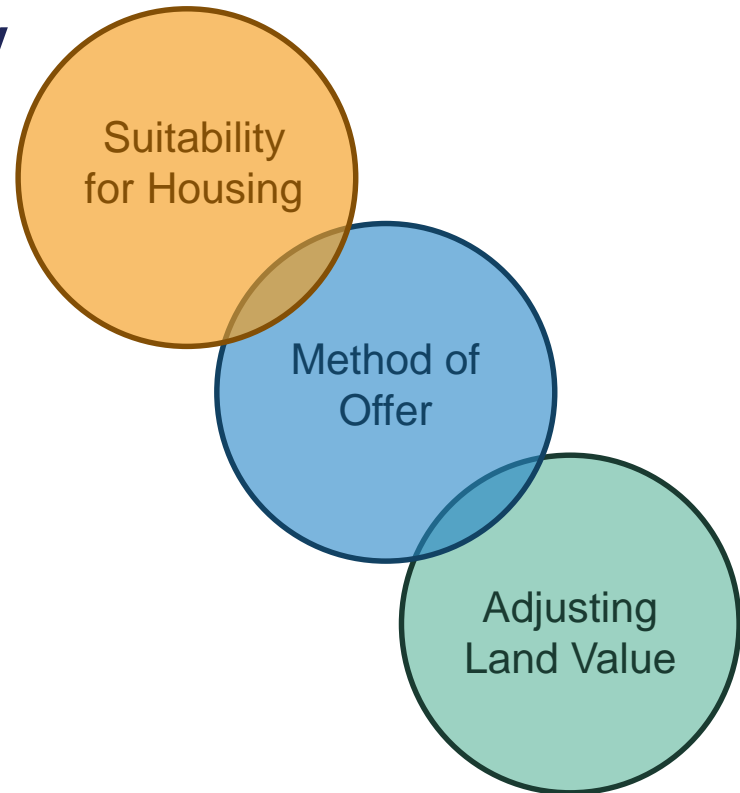 Suitability
for Housing
Method of
Offer
Adjusting
Land Value